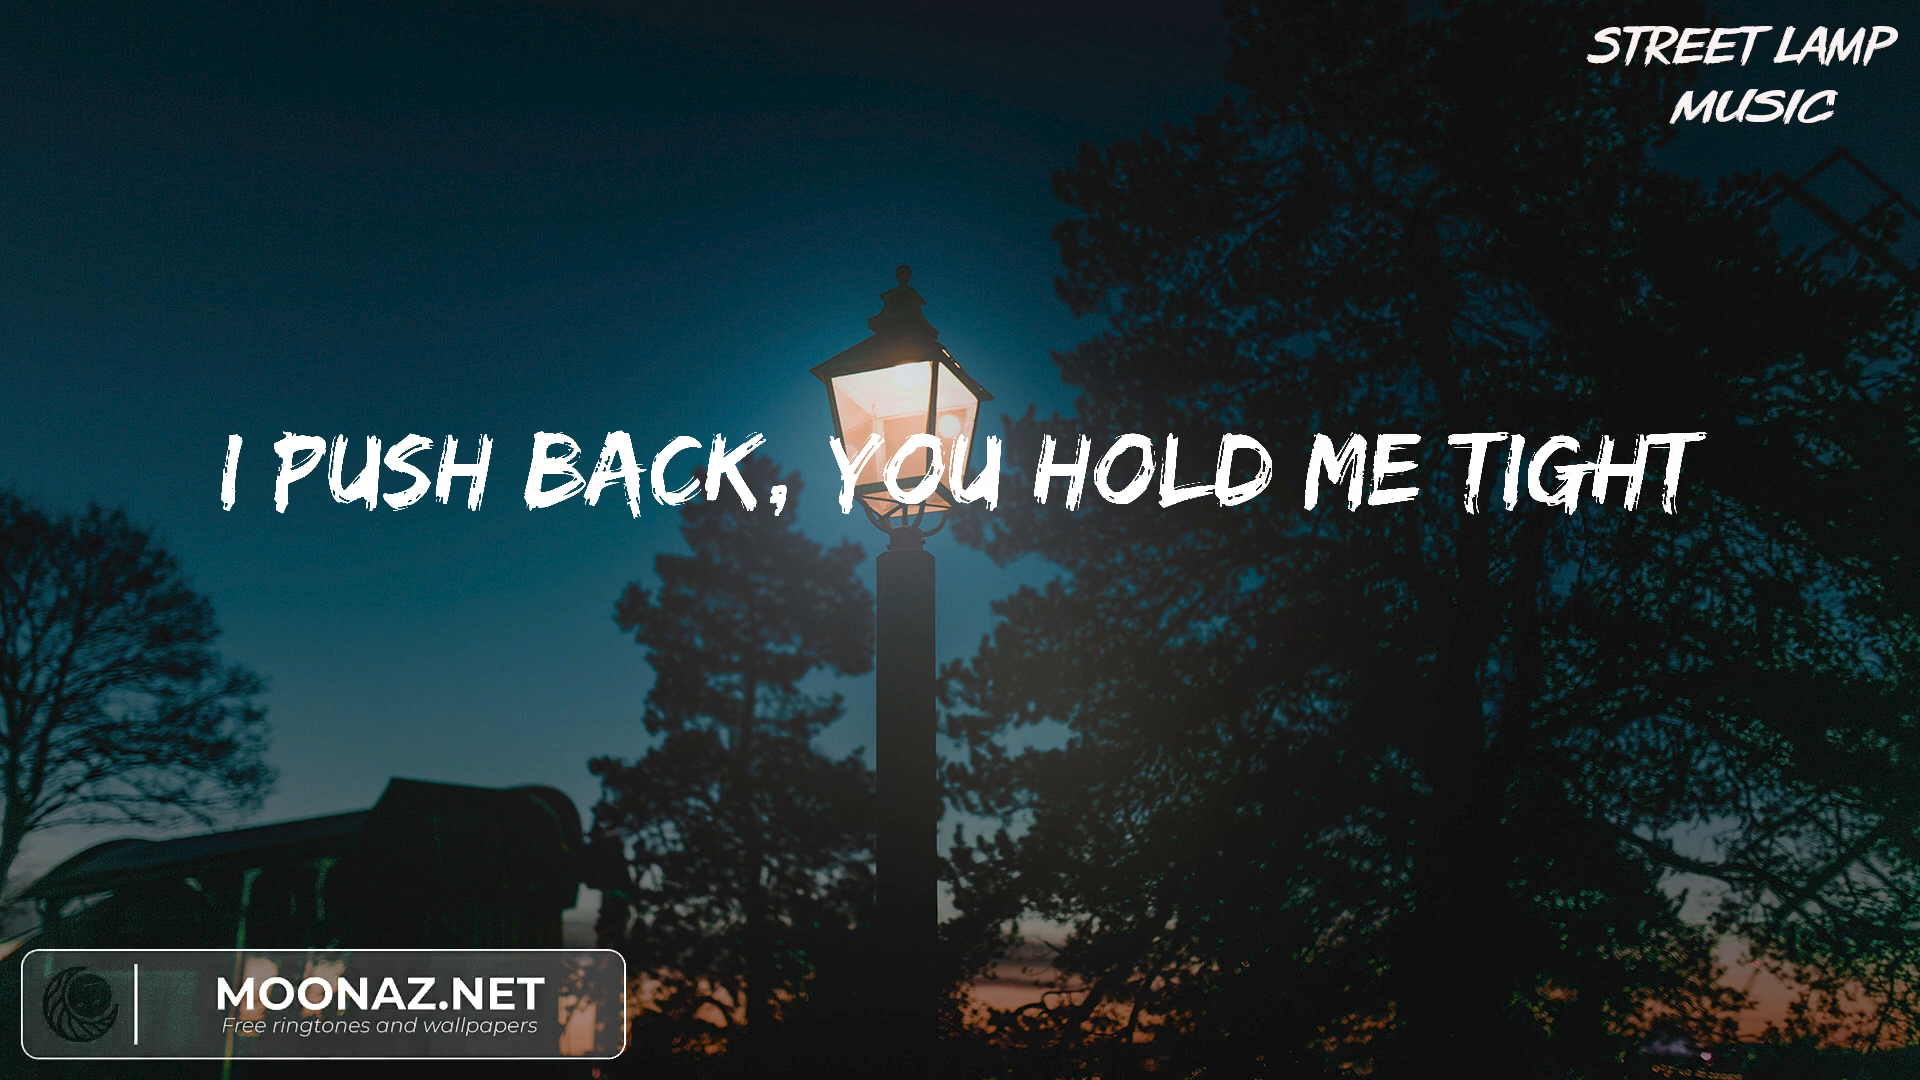 STREET LAMP
MUSIC
I PUSH BACK, YOU HOLD ME TIGHT
MOONAZ.NET
Free ringtones and wallpapers